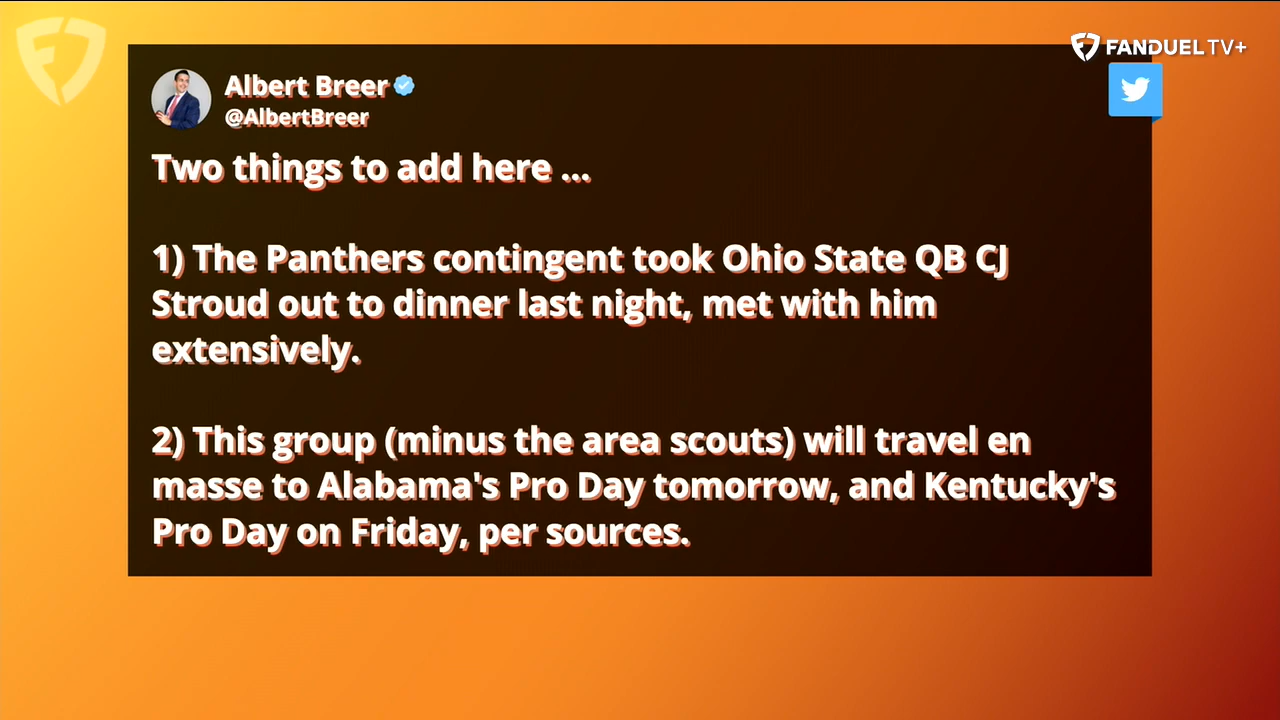 FANDUEL TV+
Albert Breer
@AlbertBreer
Two things to add here ...
1) The Panthers contingent took Ohio State QB CJ
Stroud out to dinner last night, met with him
extensively.
2) This group (minus the area scouts) will travel en
masse to Alabama's Pro Day tomorrow, and Kentucky's
Pro Day on Friday, per sources.